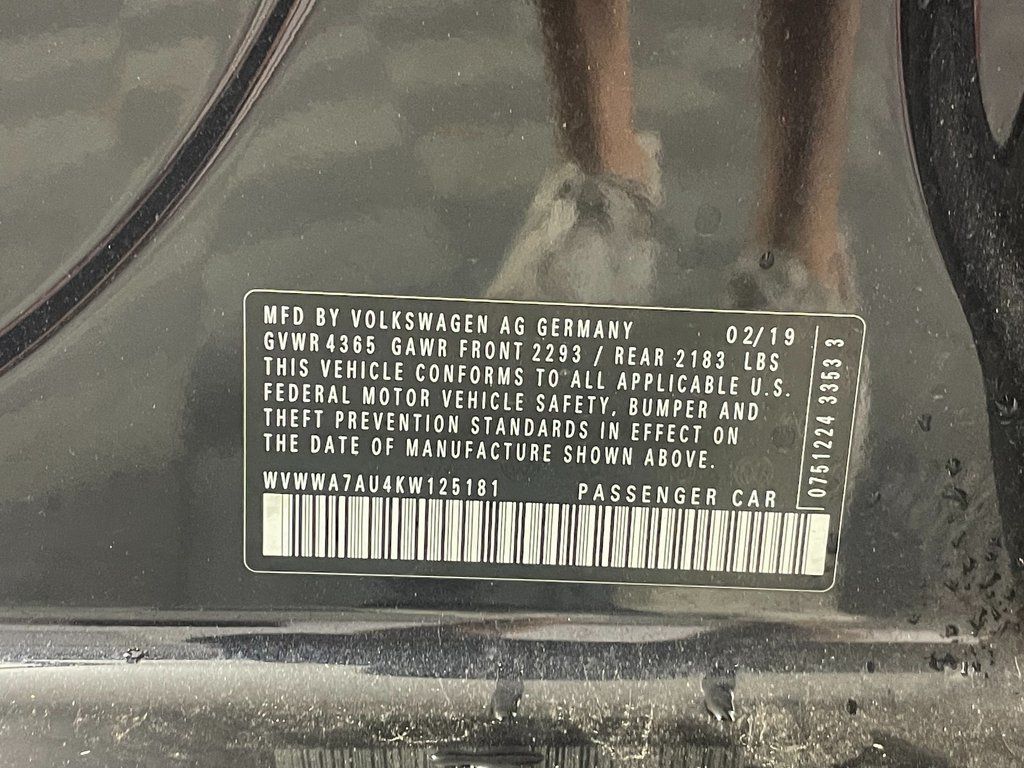 MFD BY VOLKSWAGEN AG GERMANY 02/19
GVWR 4365 GAWR FRONT 2293 / REAR 2183 LBS
THIS VEHICLE CONFORMS TO ALL APPLICABLE U.S.
FEDERAL MOTOR VEHICLE SAFETY, BUMPER AND
THEFT PREVENTION STANDARDS IN EFFECT ON
THE DATE OF MANUFACTURE SHOWN ABOVE.
WVWWA7AU4KW125181 PASSENGER CAR
0751224 33533